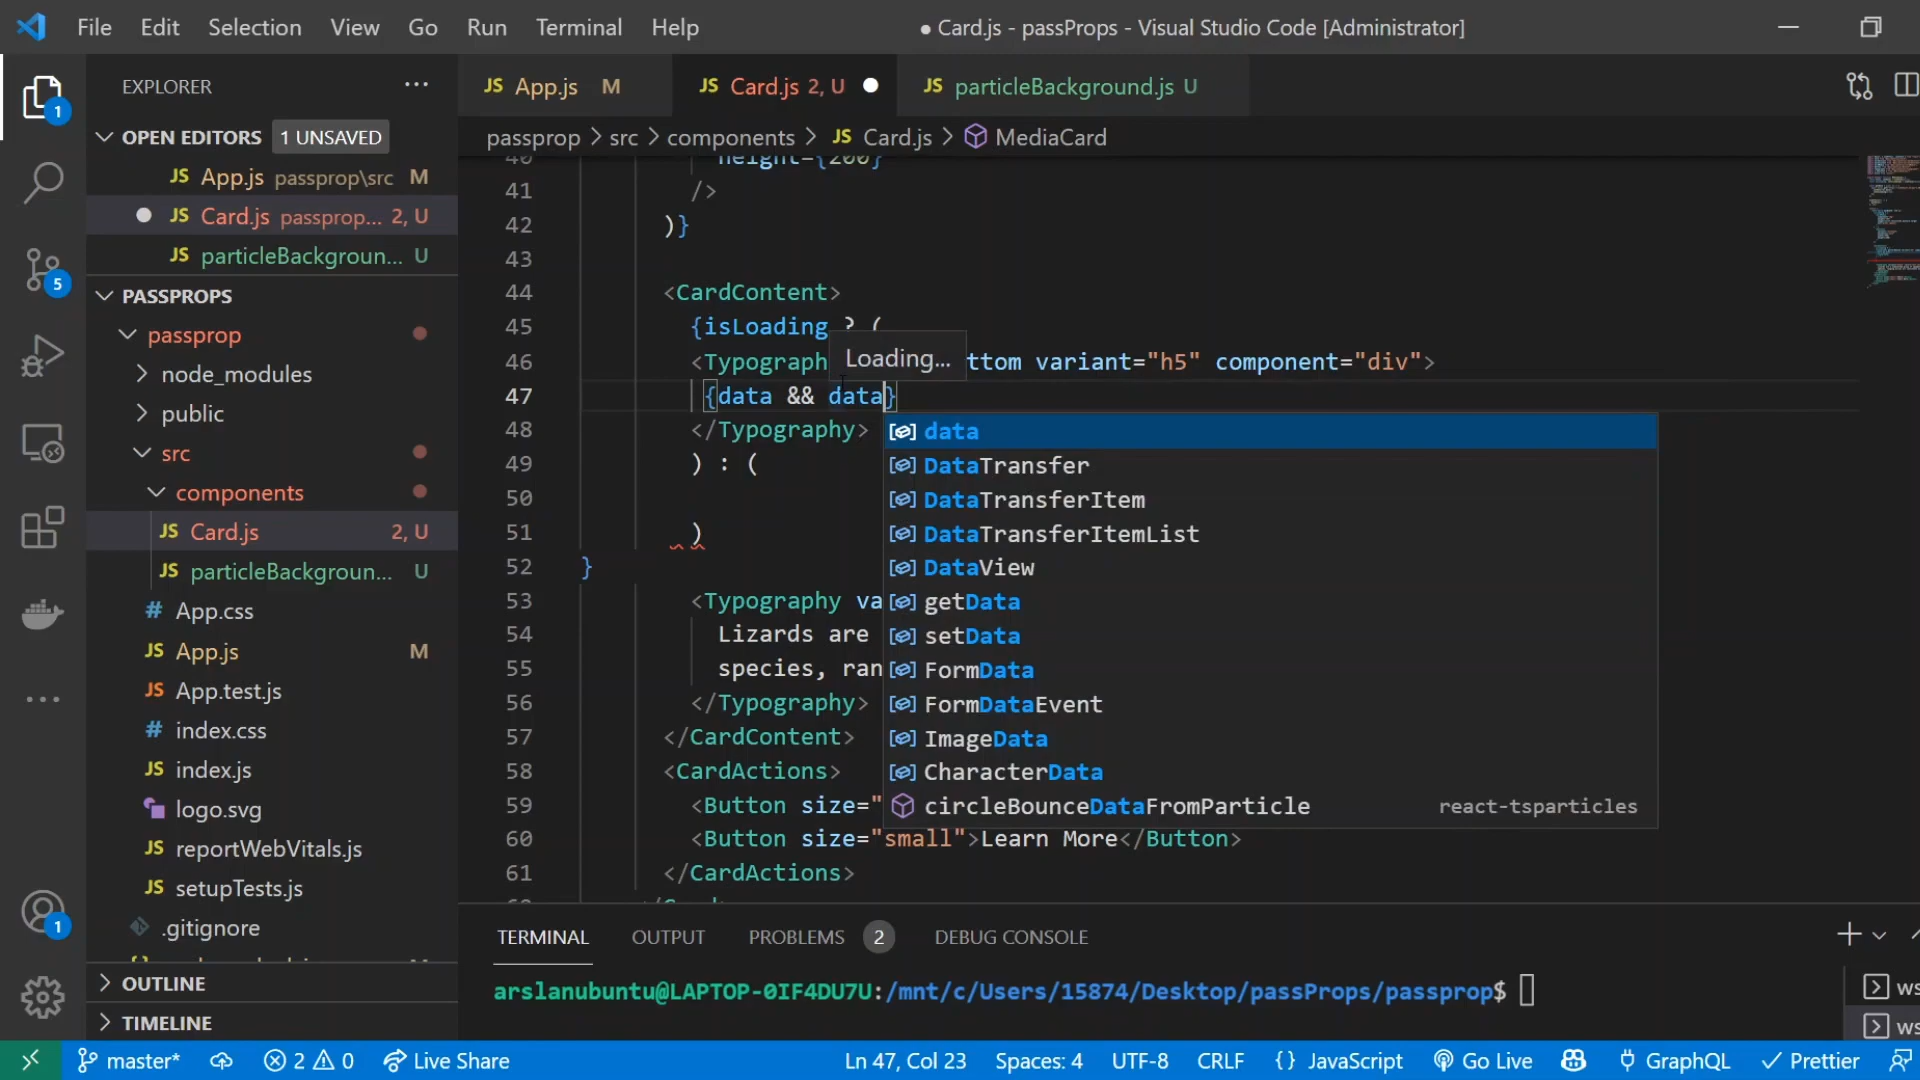 File Edit Selection View Go Run Terminal Help
● Card.js - passProps - Visual Studio Code [Administrator]
EXPLORER
OPEN EDITORS 1 UNSAVED
JS App.js passprop\src M
JS Card.js passprop... 2, U
JS particleBackgroun... U
PASSPROPS
passprop
node_modules
public
src
components
JS Card.js 2, U
JS particleBackgroun... U
# App.css
JS App.js M
JS App.test.js
# index.css
JS index.js
logo.svg
JS reportWebVitals.js
JS setupTests.js
.gitignore
OUTLINE
TIMELINE
1
5
1
JS App.js M
JS Card.js 2, U
JS particleBackground.js U
passprop > src > components > JS Card.js > MediaCard
40 height={200}
41 />
42 )}
43
44 <CardContent>
45 {isLoading ? (
46 <Typograph Loading... ttom variant="h5" component="div">
47 {data && data}
48 </Typography>
49 ) : (
50
51 )
52 }
53 <Typography va
54 Lizards are
55 species, ran
56 </Typography>
57 </CardContent>
58 <CardActions>
59 <Button size="
60 <Button size="small">Learn More</Button>
61 </CardActions>
data
DataTransfer
DataTransferItem
DataTransferItemList
DataView
getData
setData
FormData
FormDataEvent
ImageData
CharacterData
circleBounceDataFromParticle react-tsparticles
TERMINAL OUTPUT PROBLEMS 2 DEBUG CONSOLE
arslanubuntu@LAPTOP-0IF4DU7U:/mnt/c/Users/15874/Desktop/passProps/passprop$
ws
ws
master* 2 0 Live Share Ln 47, Col 23 Spaces: 4 UTF-8 CRLF {} JavaScript Go Live GraphQL Prettier